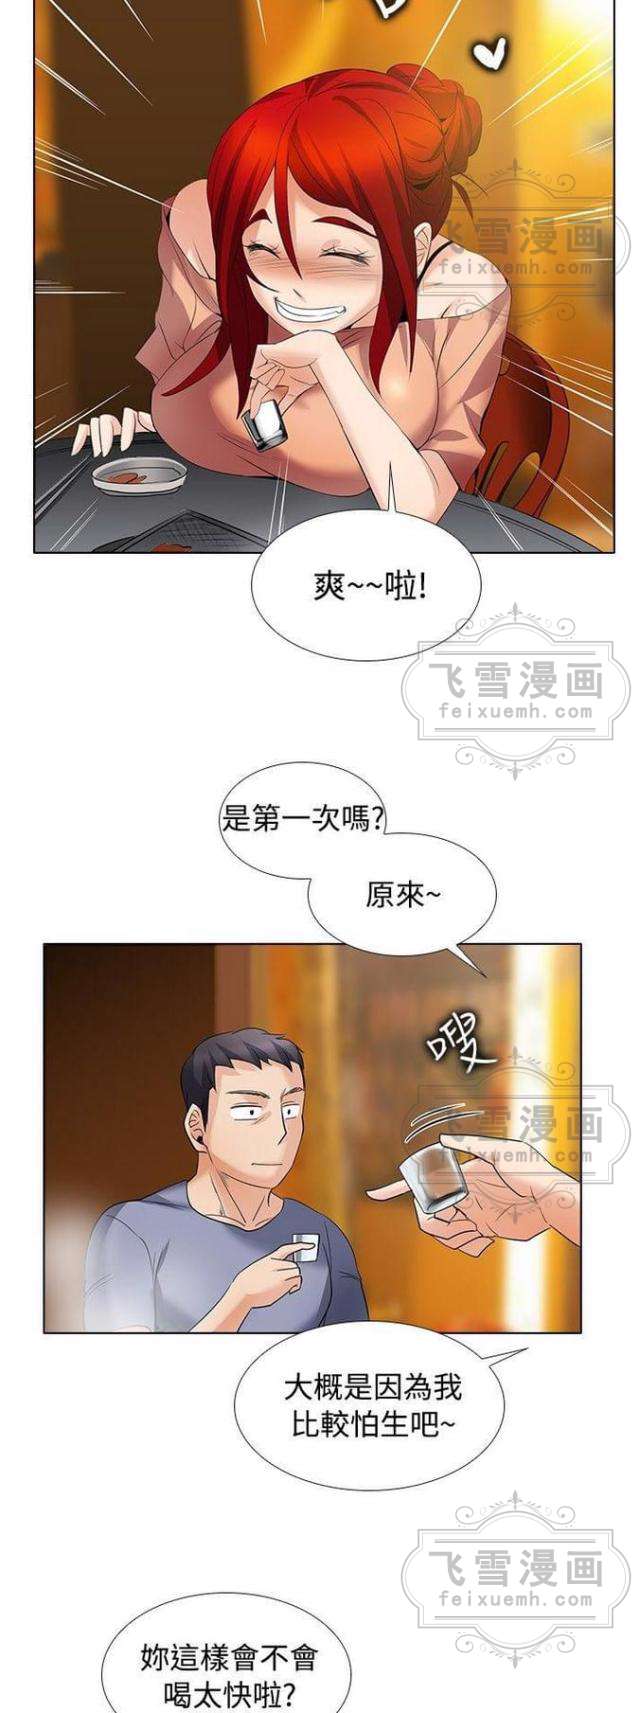 飞雪漫画
feixuemh.com
爽~~啦!
飞雪漫画
feixuemh.com
是第一次嗎?
原來~
嗖
飞雪漫画
feixuemh.com
大概是因為我
比較怕生吧~
飞雪漫画
feixuemh.com
妳這樣會不會
喝太快啦?